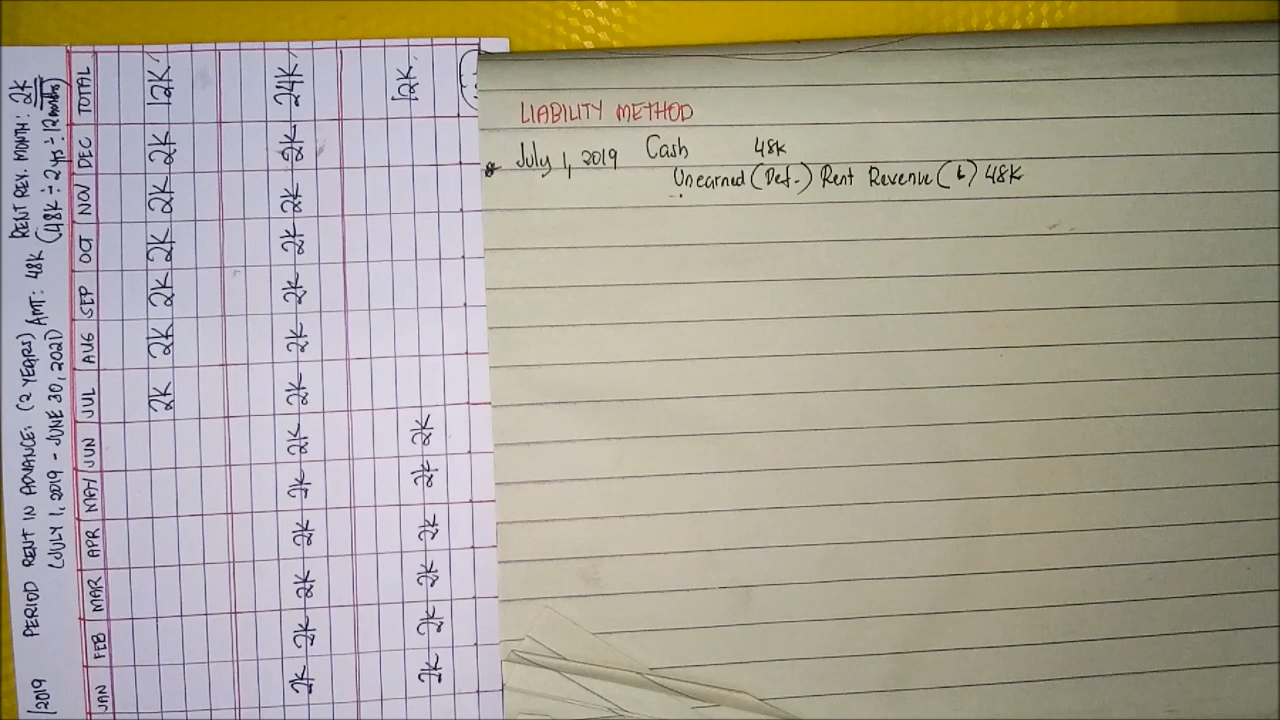 2019 PERIOD RENT IN ADVANCE: (2 YEARS) AMT: 48K RENT REV. MONTH: 2K
(JULY 1, 2019 - JUNE 30, 2021) (48K ÷ 2yrs ÷ 12 months)
JAN FEB MAR APR MAY JUN JUL AUG SEP OCT NOV DEC TOTAL
2K 2K 2K 2K 2K 2K 12K
2K 2K 2K 2K 2K 2K 2K 2K 2K 2K 2K 2K 24K
2K 2K 2K 2K 2K 2K 12K
LIABILITY METHOD
* July 1, 2019 Cash 48K
Unearned (Def.) Rent Revenue (L) 48K